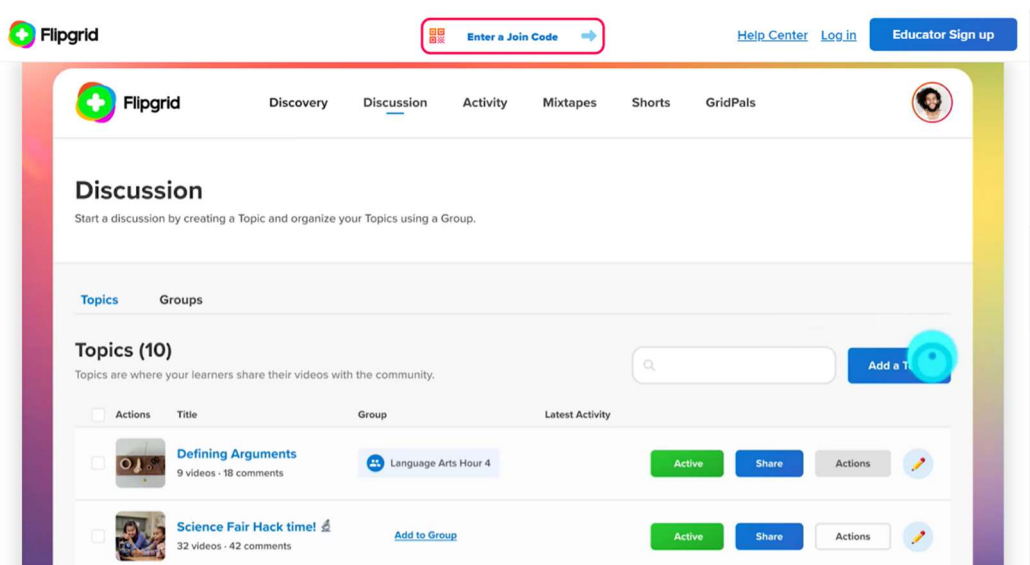 Flipgrid
Enter a Join Code
Help Center Log in Educator Sign up
Flipgrid Discovery Discussion Activity Mixtapes Shorts GridPals
Discussion
Start a discussion by creating a Topic and organize your Topics using a Group.
Topics Groups
Topics (10)
Topics are where your learners share their videos with the community.
Add a
Actions Title Group Latest Activity
Defining Arguments
9 videos · 18 comments
Language Arts Hour 4
Active Share Actions
Science Fair Hack time!
32 videos · 42 comments
Add to Group
Active Share Actions